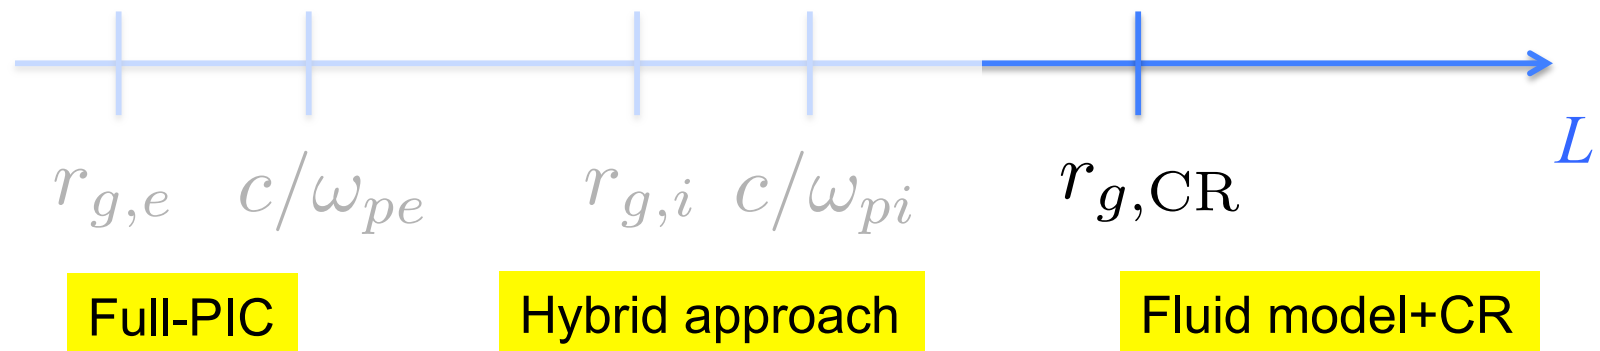 L
r_{g,e} c/ω_{pe} r_{g,i} c/ω_{pi} r_{g,CR}
Full-PIC Hybrid approach Fluid model+CR